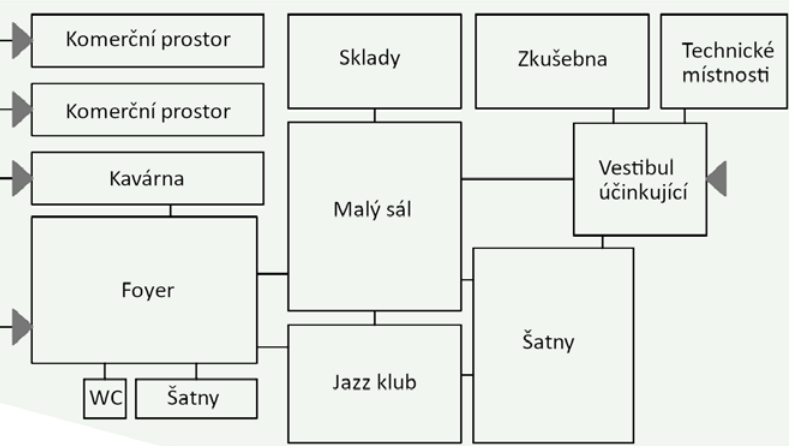 Komerční prostor
Komerční prostor
Kavárna
Foyer
WC
Šatny
Sklady
Malý sál
Jazz klub
Zkušebna
Technické
místnosti
Vestibul
účinkující
Šatny